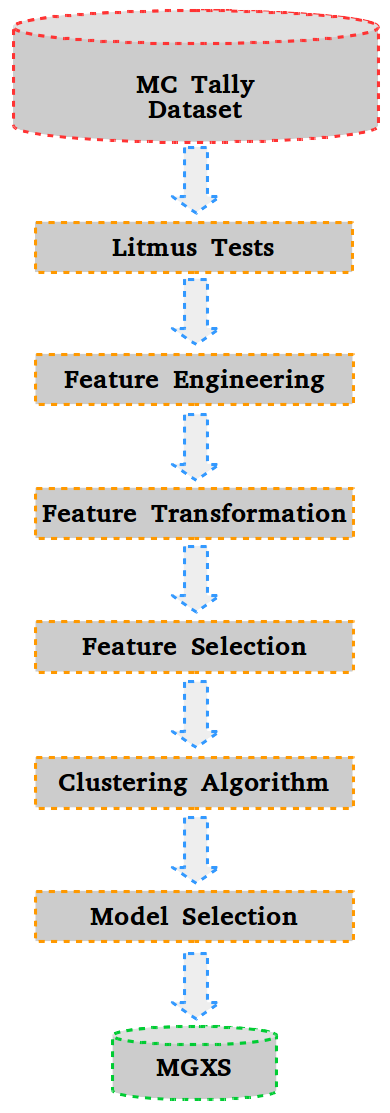 MC Tally
Dataset
Litmus Tests
Feature Engineering
Feature Transformation
Feature Selection
Clustering Algorithm
Model Selection
MGXS